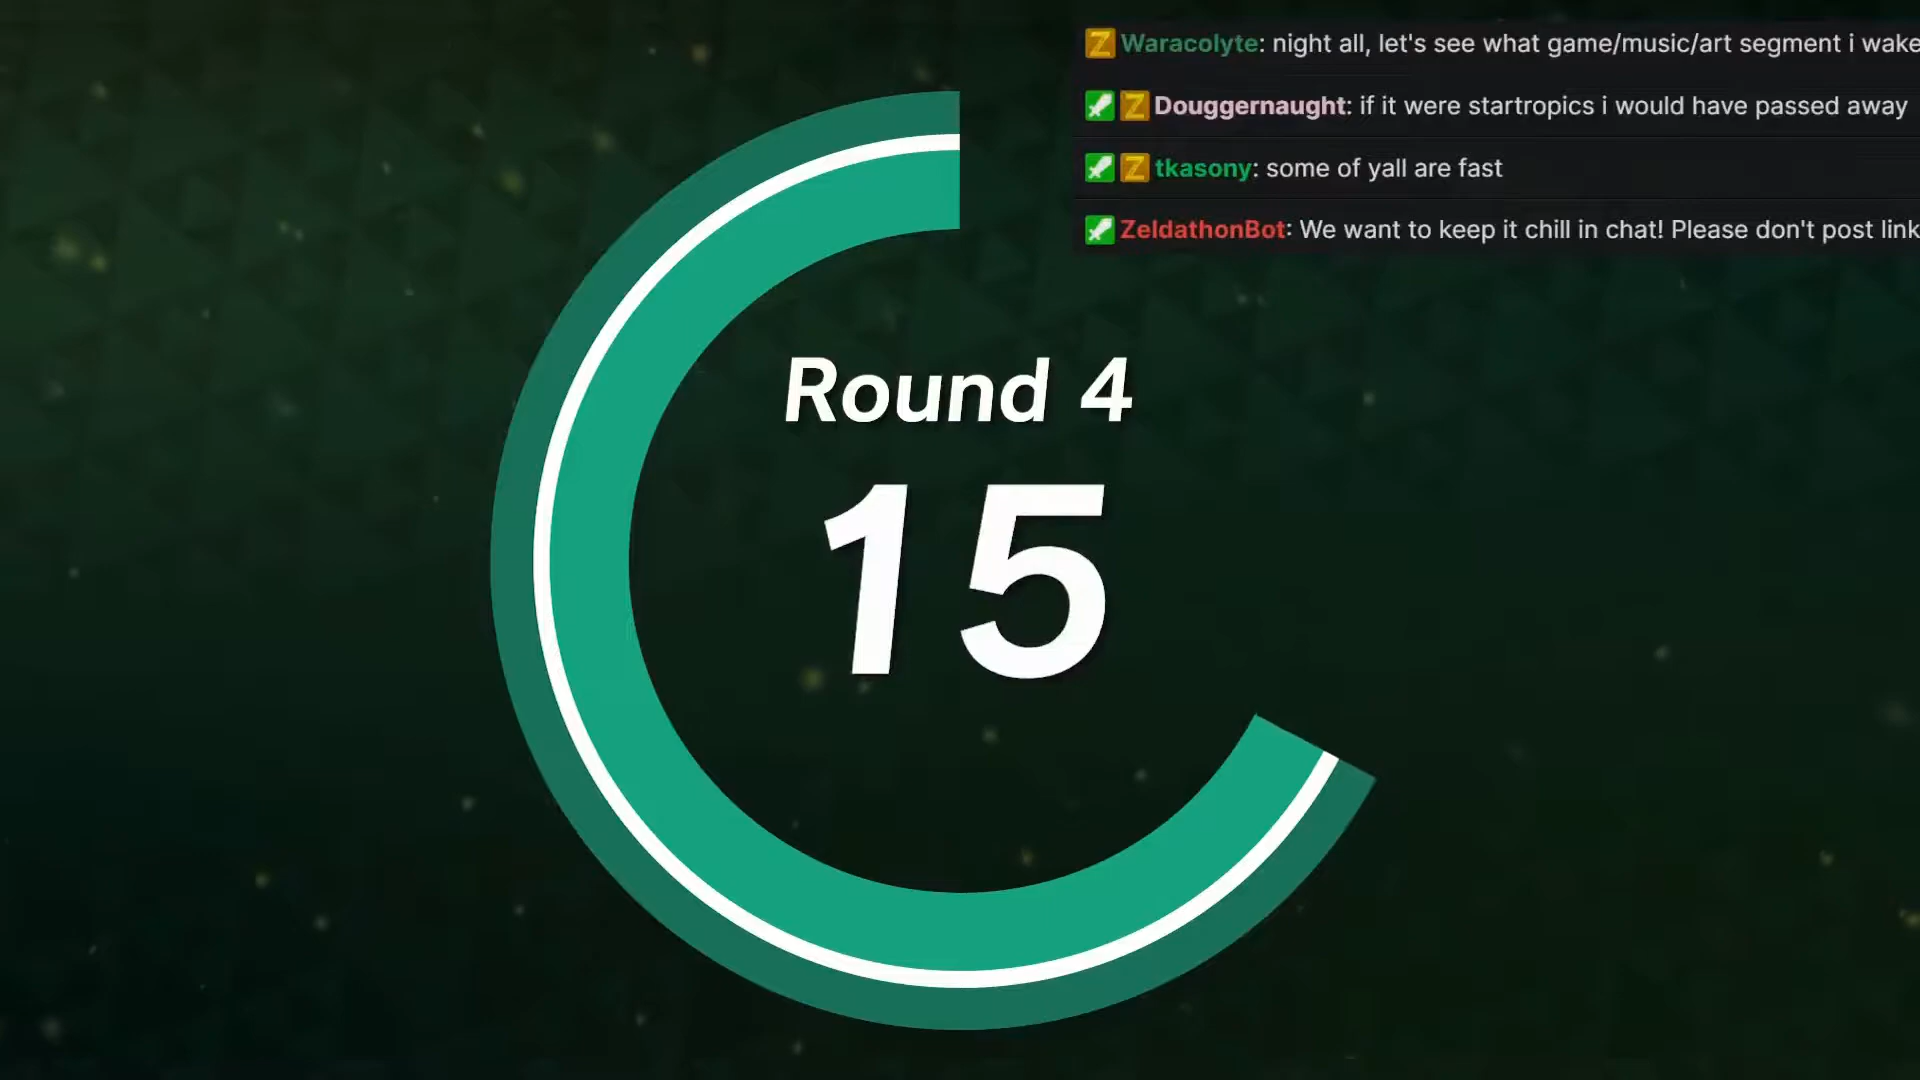 Waracolyte: night all, let's see what game/music/art segment i wake
Douggernaught: if it were startropics i would have passed away
tkasony: some of yall are fast
ZeldathonBot: We want to keep it chill in chat! Please don't post link
Round 4
15